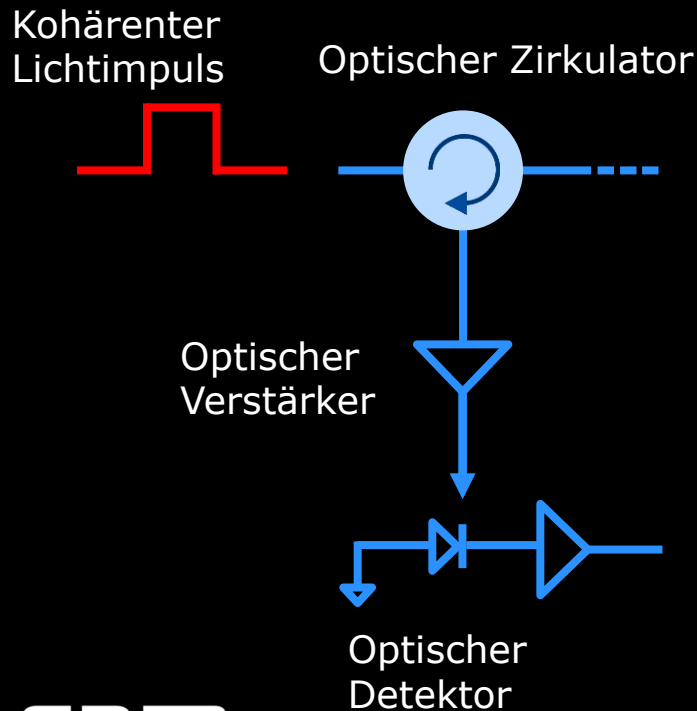 Kohärenter
Lichtimpuls
Optischer Zirkulator
Optischer
Verstärker
Optischer
Detektor